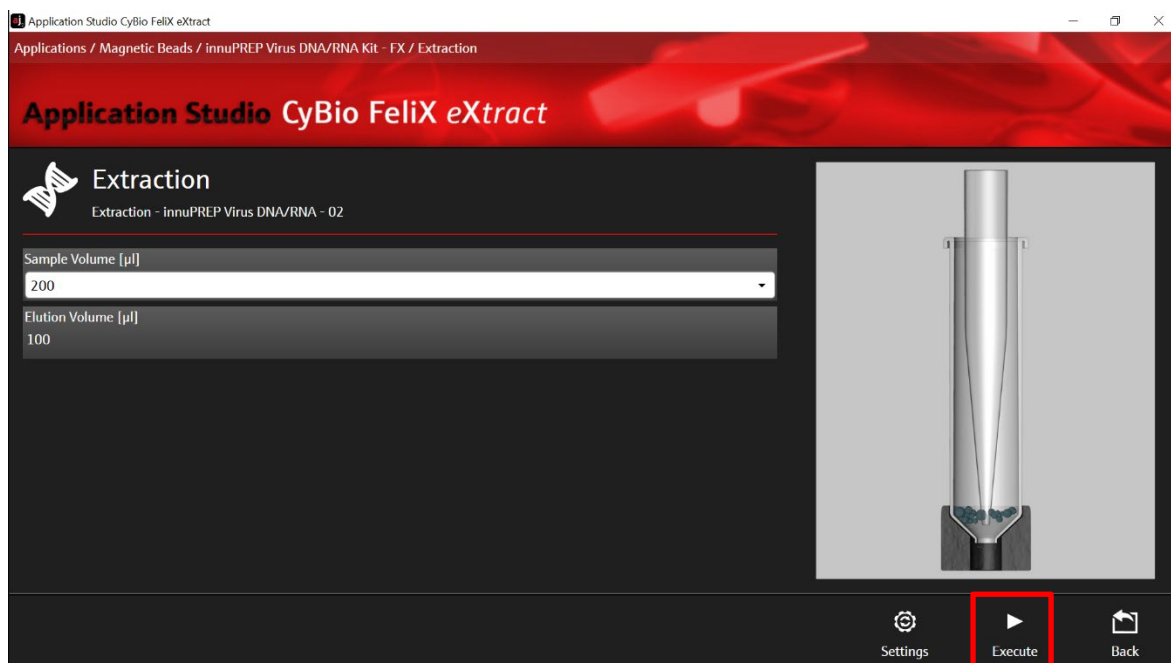 Application Studio CyBio FeliX eXtract
Applications / Magnetic Beads / innuPREP Virus DNA/RNA Kit - FX / Extraction
Application Studio CyBio FeliX eXtract
Extraction
Extraction - innuPREP Virus DNA/RNA - 02
Sample Volume [µl]
200
Elution Volume [µl]
100
Settings Execute Back